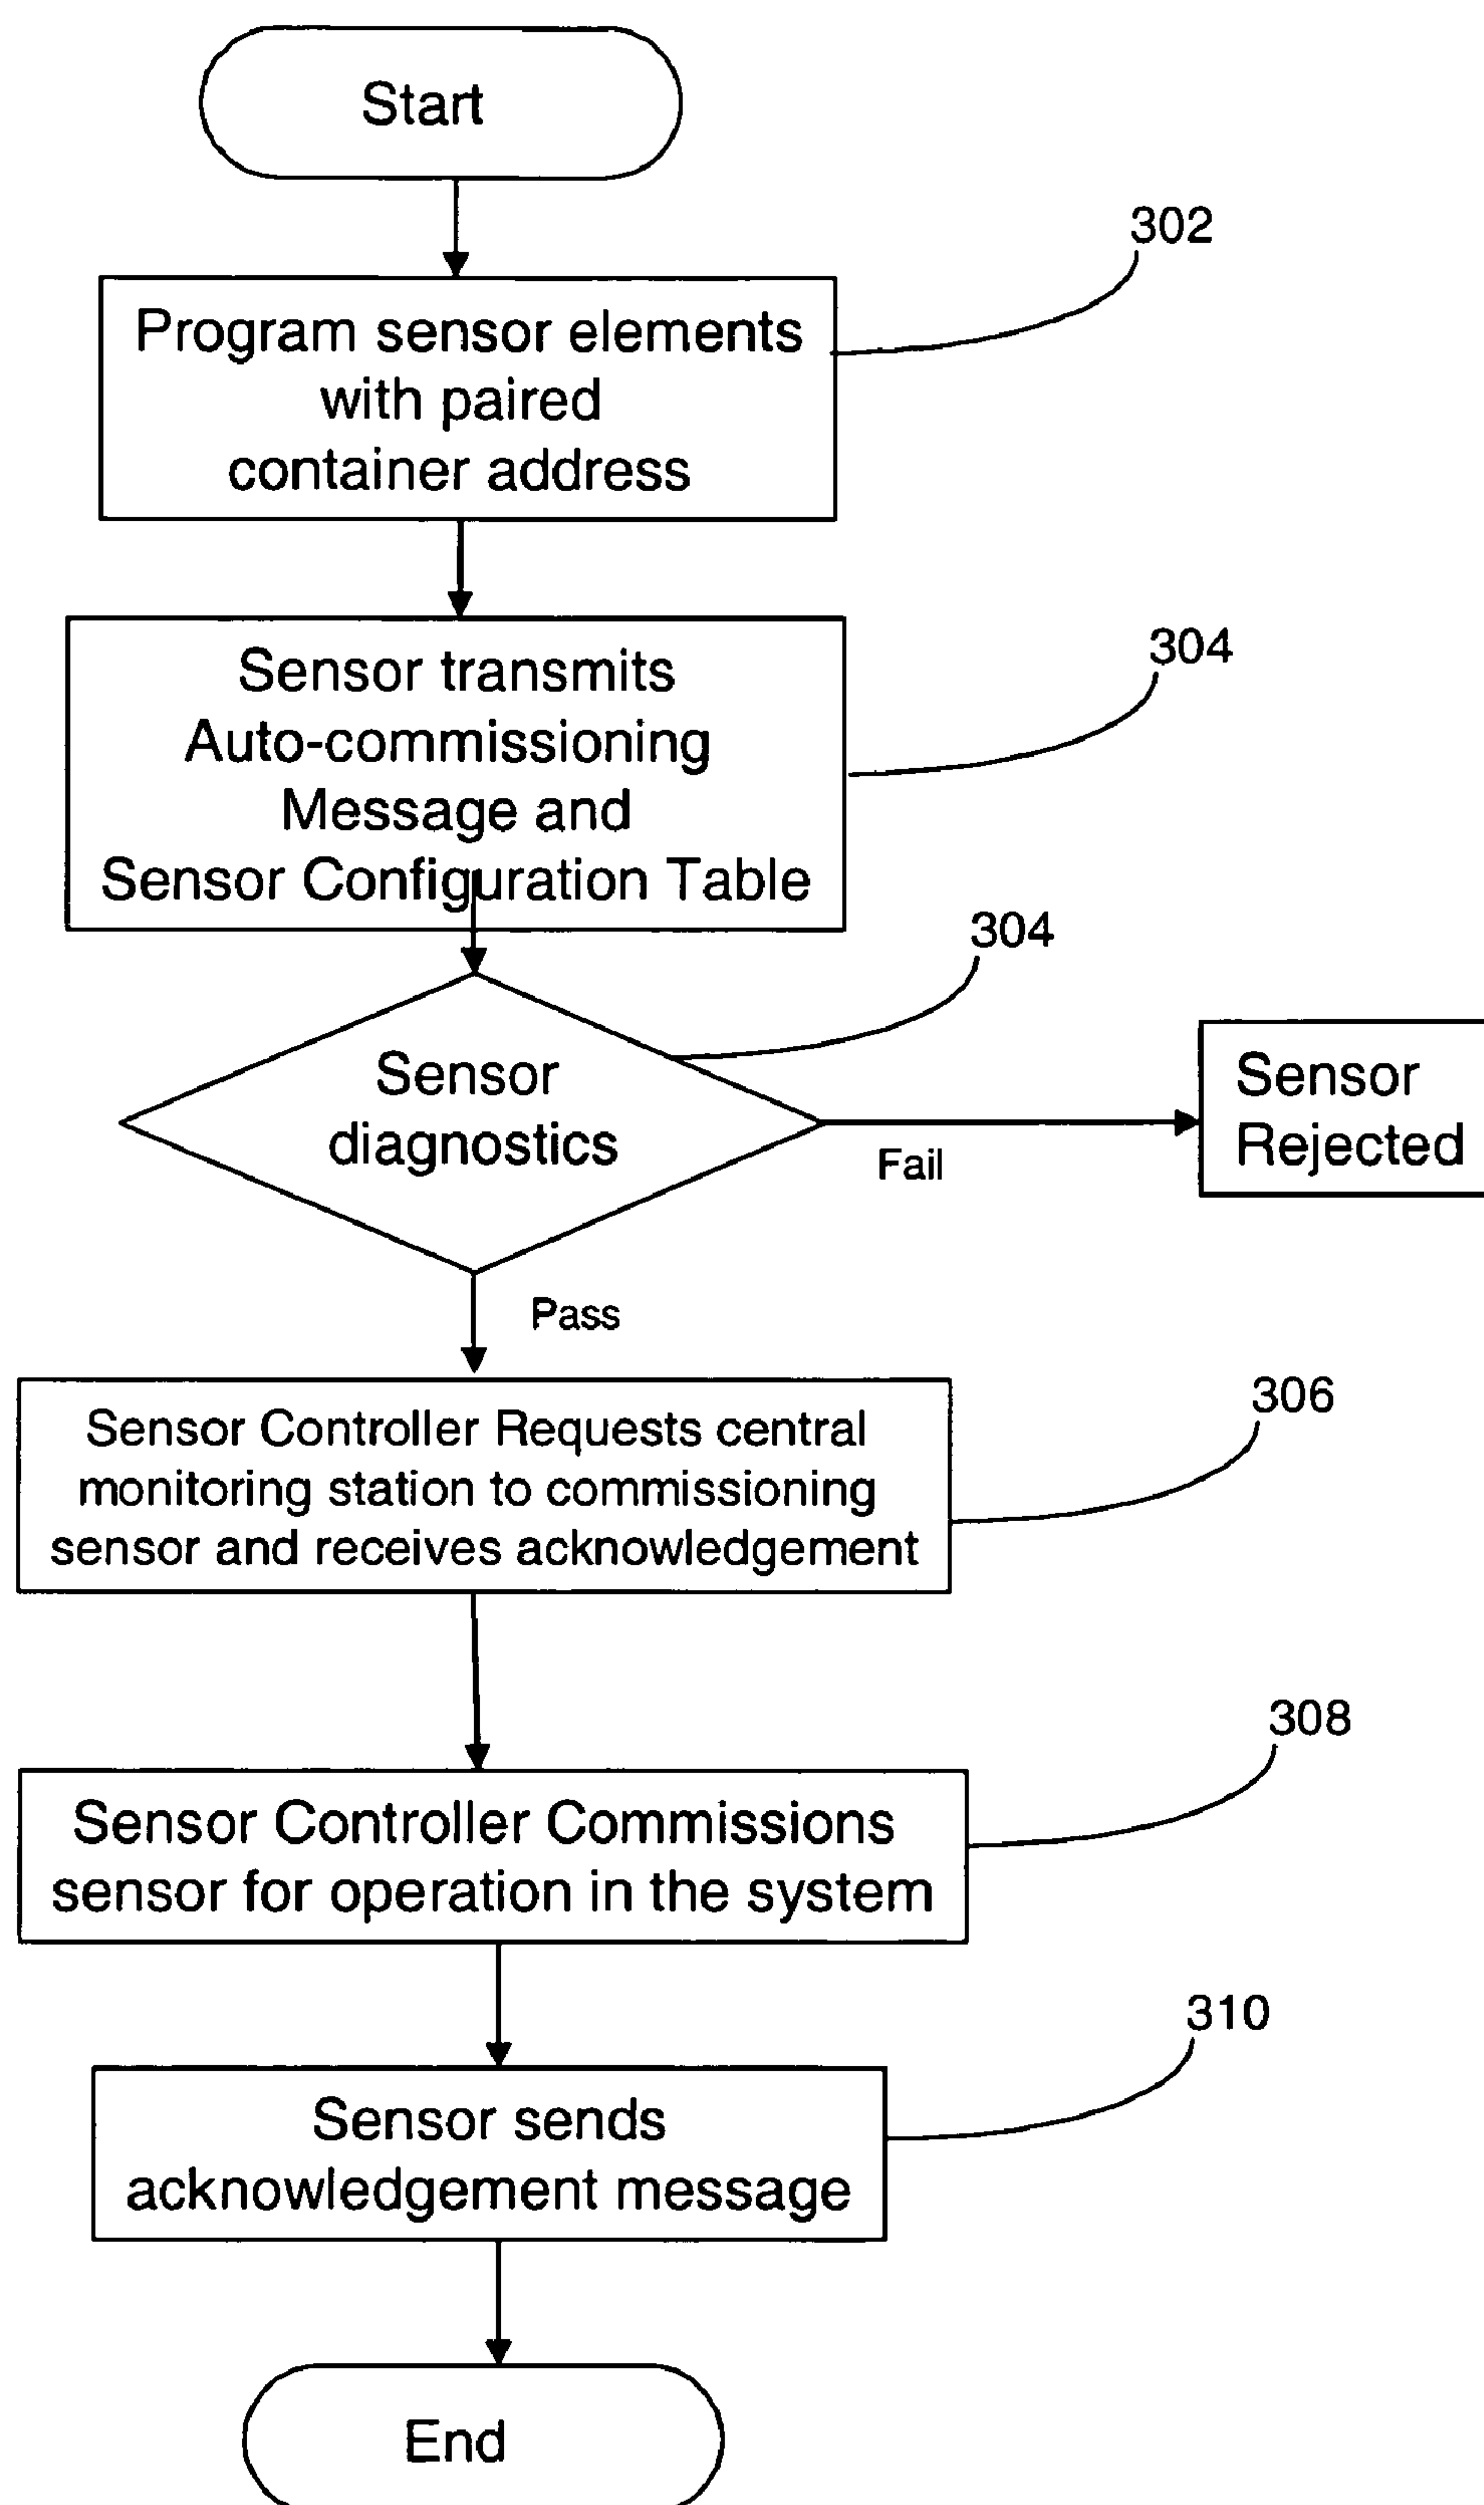 Start
302
Program sensor elements
with paired
container address
304
Sensor transmits
Auto-commissioning
Message and
Sensor Configuration Table
304
Sensor
diagnostics
Fail
Sensor
Rejected
Pass
306
Sensor Controller Requests central
monitoring station to commissioning
sensor and receives acknowledgement
308
Sensor Controller Commissions
sensor for operation in the system
310
Sensor sends
acknowledgement message
End